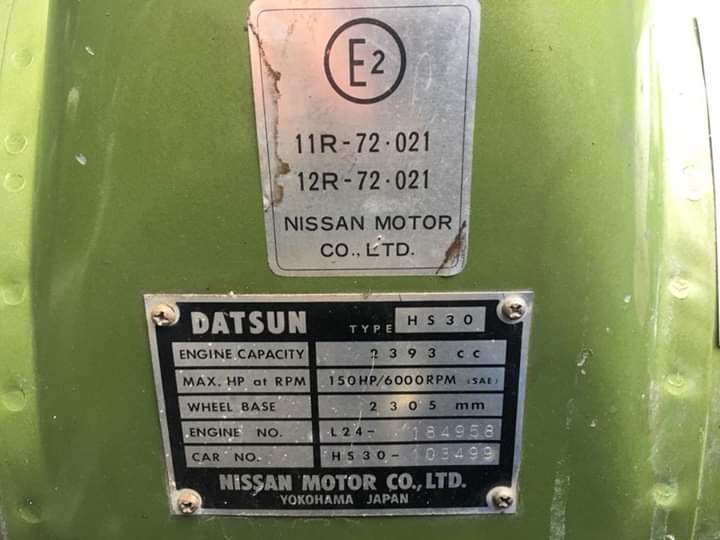 E2
11R-72·021
12R-72·021
NISSAN MOTOR
CO., LTD.
DATSUN TYPE HS30
ENGINE CAPACITY 2393 cc
MAX. HP at RPM 150HP/6000RPM (SAE)
WHEEL BASE 2305 mm
ENGINE NO. L24- 184958
CAR NO. HS30- 103499
NISSAN MOTOR CO., LTD.
YOKOHAMA JAPAN